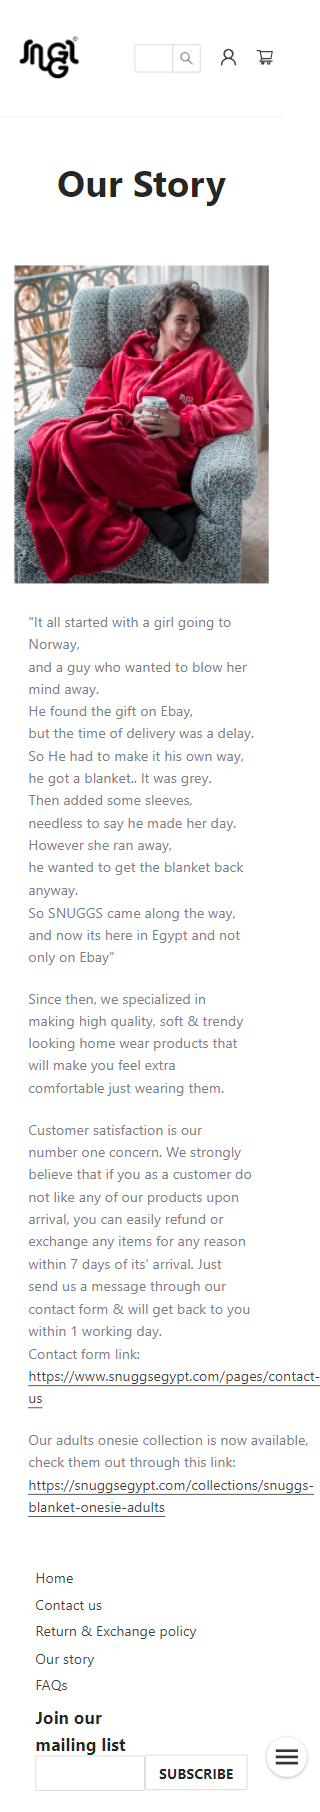 SNUGGS
Our Story
"It all started with a girl going to
Norway,
and a guy who wanted to blow her
mind away.
He found the gift on Ebay,
but the time of delivery was a delay.
So He had to make it his own way,
he got a blanket.. It was grey.
Then added some sleeves,
needless to say he made her day.
However she ran away,
he wanted to get the blanket back
anyway.
So SNUGGS came along the way,
and now its here in Egypt and not
only on Ebay"
Since then, we specialized in
making high quality, soft & trendy
looking home wear products that
will make you feel extra
comfortable just wearing them.
Customer satisfaction is our
number one concern. We strongly
believe that if you as a customer do
not like any of our products upon
arrival, you can easily refund or
exchange any items for any reason
within 7 days of its' arrival. Just
send us a message through our
contact form & will get back to you
within 1 working day.
Contact form link:
https://www.snuggsegypt.com/pages/contact-
us
Our adults onesie collection is now available,
check them out through this link:
https://snuggsegypt.com/collections/snuggs-
blanket-onesie-adults
Home
Contact us
Return & Exchange policy
Our story
FAQs
Join our
mailing list
SUBSCRIBE